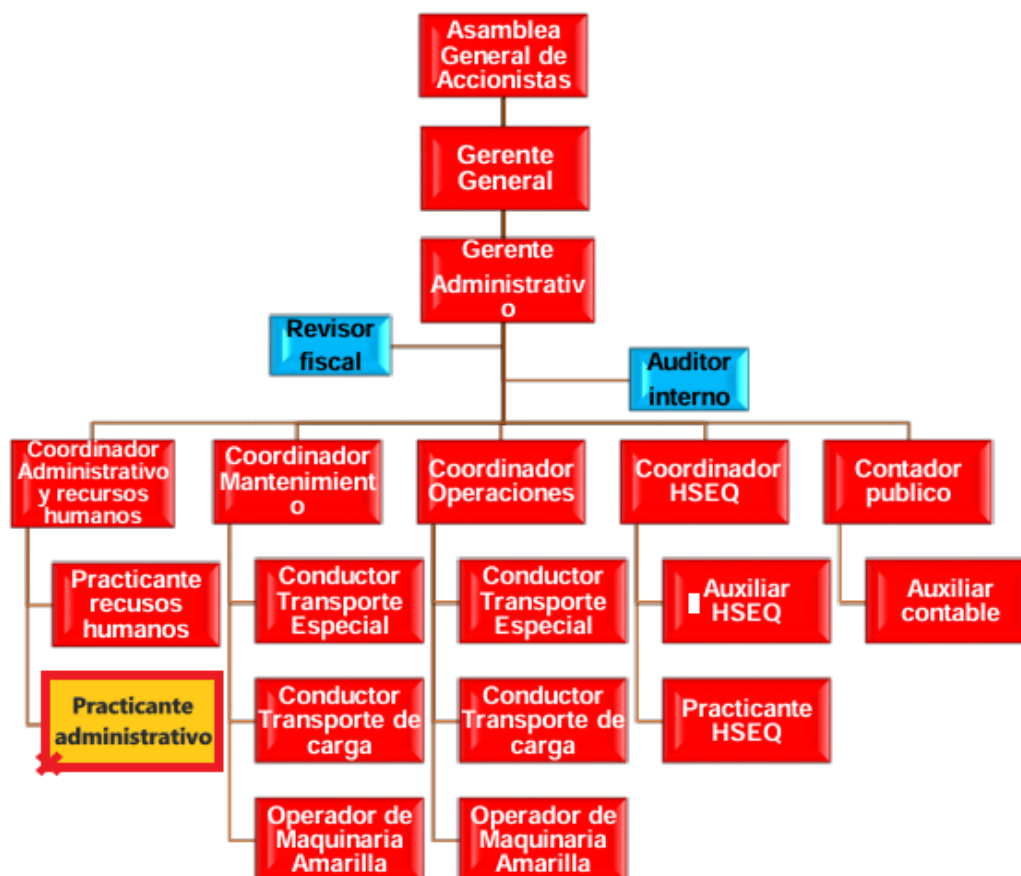 Asamblea
General de
Accionistas
Gerente
General
Gerente
Administrativ
o
Revisor
fiscal
Auditor
interno
Coordinador
Administrativo
y recursos
humanos
Coordinador
Mantenimient
o
Coordinador
Operaciones
Coordinador
HSEQ
Contador
publico
Practicante
recusos
humanos
Conductor
Transporte
Especial
Conductor
Transporte
Especial
Auxiliar
HSEQ
Auxiliar
contable
Practicante
administrativo
Conductor
Transporte de
carga
Conductor
Transporte de
carga
Practicante
HSEQ
Operador de
Maquinaria
Amarilla
Operador de
Maquinaria
Amarilla